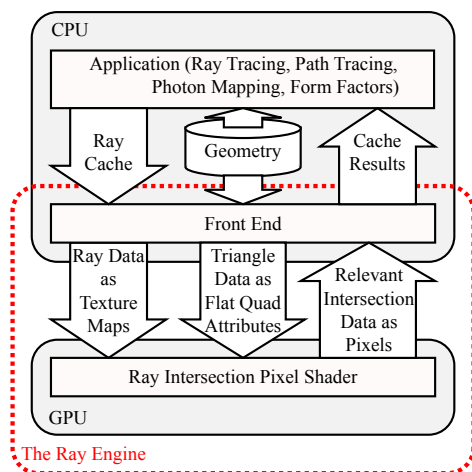 CPU
Application (Ray Tracing, Path Tracing,
Photon Mapping, Form Factors)
Ray
Cache
Geometry
Cache
Results
Front End
Ray Data
as
Texture
Maps
Triangle
Data as
Flat Quad
Attributes
Relevant
Intersection
Data as
Pixels
Ray Intersection Pixel Shader
GPU
The Ray Engine